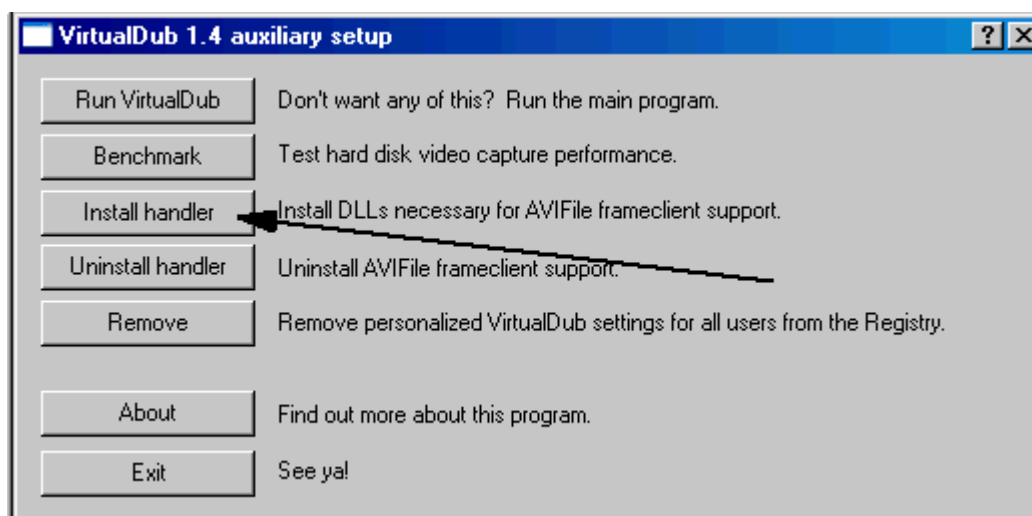 VirtualDub 1.4 auxiliary setup
Run VirtualDub Don't want any of this? Run the main program.
Benchmark Test hard disk video capture performance.
Install handler Install DLLs necessary for AVIFile frameclient support.
Uninstall handler Uninstall AVIFile frameclient support.
Remove Remove personalized VirtualDub settings for all users from the Registry.
About Find out more about this program.
Exit See ya!